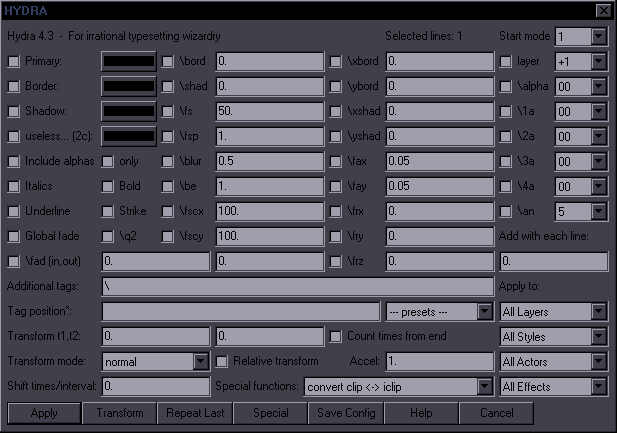 HYDRA
Hydra 4.3 - For irrational typesetting wizardry Selected lines: 1 Start mode 1
Primary: \bord 0. \xbord 0. layer +1
Border: \shad 0. \ybord 0. \alpha 00
Shadow: \fs 50. \xshad 0. \1a 00
useless... (2c): \fsp 1. \yshad 0. \2a 00
Include alphas only \blur 0.5 \fax 0.05 \3a 00
Italics Bold \be 1. \fay 0.05 \4a 00
Underline Strike \fscx 100. \frx 0. \an 5
Global fade \q2 \fscy 100. \fry 0. Add with each line:
\fad (in,out) 0. 0. \frz 0. 0.
Additional tags: \ Apply to:
Tag position*: --- presets --- All Layers
Transform t1,t2: 0. 0. Count times from end All Styles
Transform mode: normal Relative transform Accel: 1. All Actors
Shift times/interval: 0. Special functions: convert clip <-> iclip All Effects
Apply Transform Repeat Last Special Save Config Help Cancel